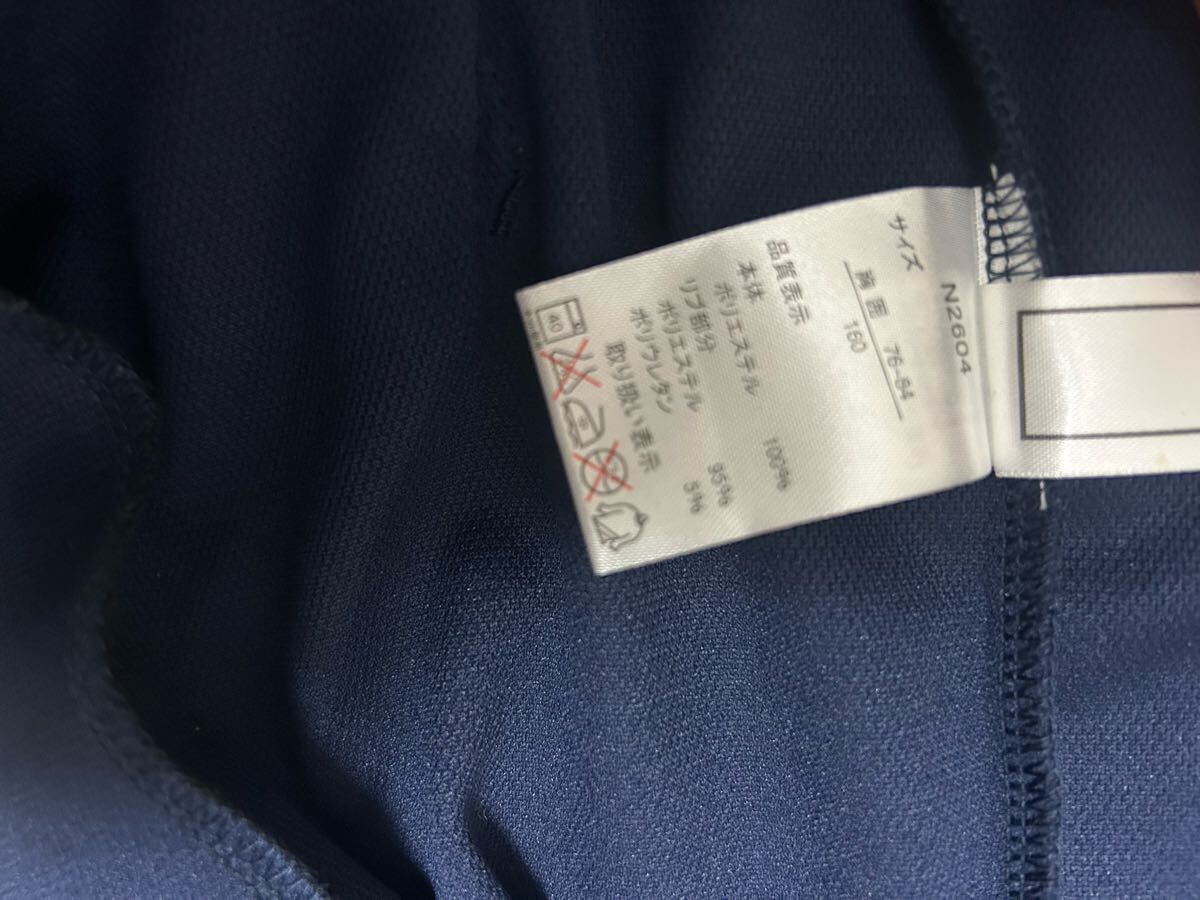 N2604
サイズ
胸囲 76-84
160
品質表示
本体
ポリエステル 100%
リブ部分
ポリエステル 95%
ポリウレタン 5%
取り扱い表示
40